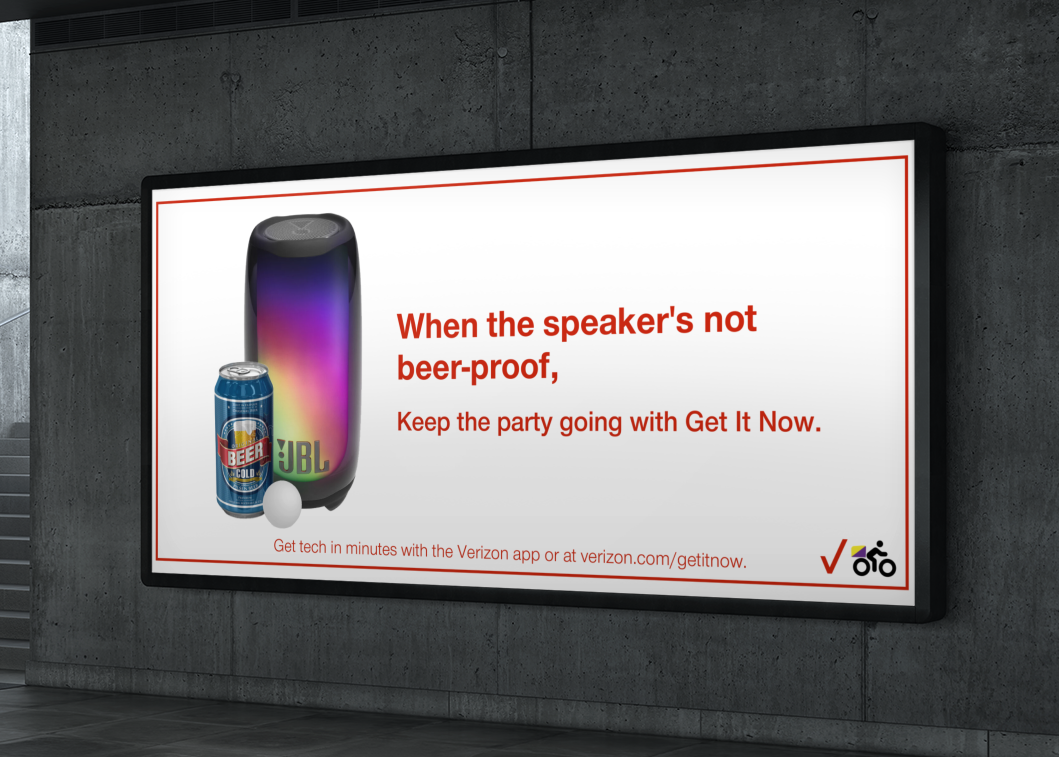 When the speaker's not
beer-proof,
Keep the party going with Get It Now.
BEER
COLD
JBL
Get tech in minutes with the Verizon app or at verizon.com/getitnow.